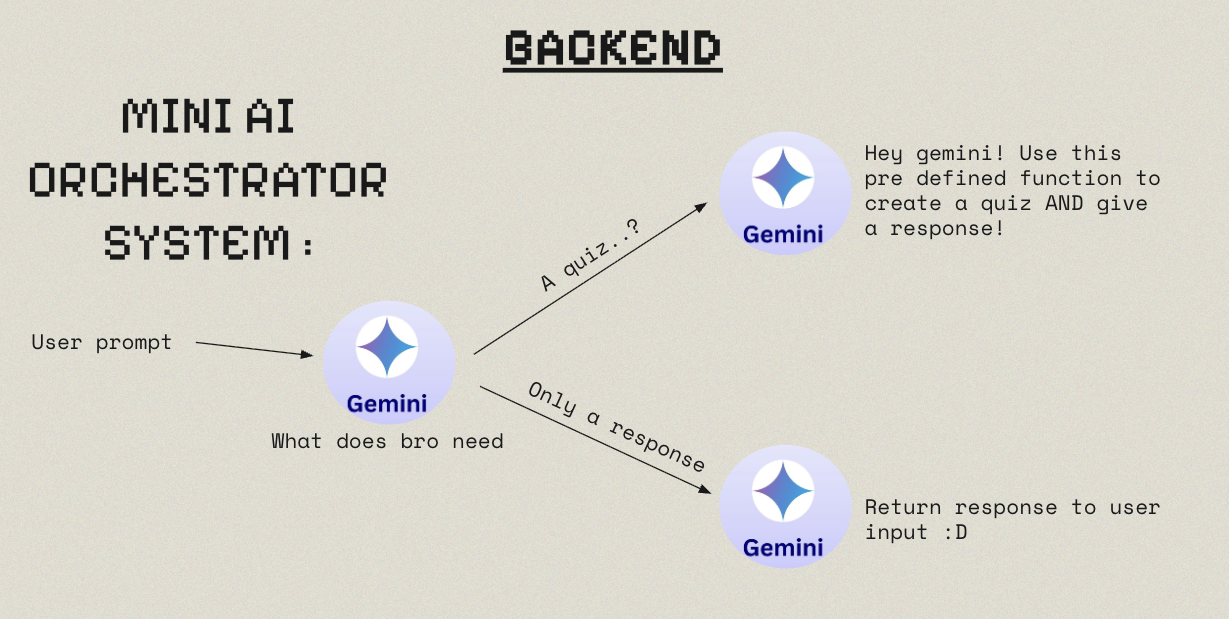 BACKEND
MINI AI
ORCHESTRATOR
SYSTEM :
Hey gemini! Use this
pre defined function to
create a quiz AND give
a response!
Gemini
A quiz..?
User prompt
Gemini
What does bro need
Only a response
Return response to user
input :D
Gemini